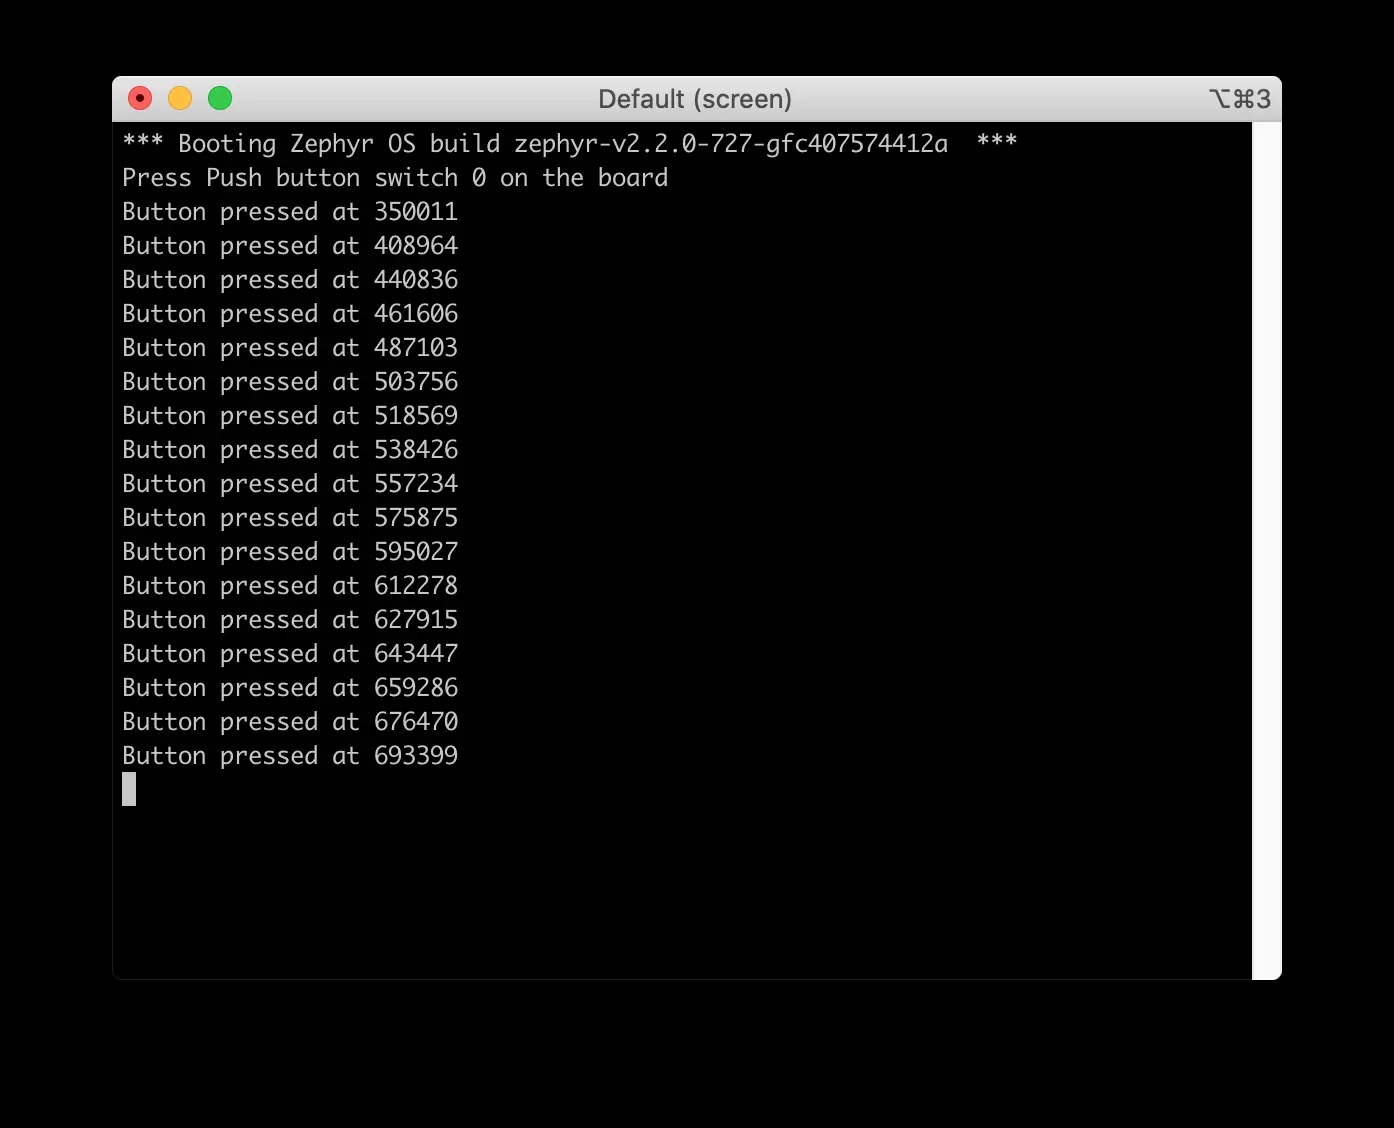 Default (screen)
⌥⌘3
*** Booting Zephyr OS build zephyr-v2.2.0-727-gfc407574412a  ***
Press Push button switch 0 on the board
Button pressed at 350011
Button pressed at 408964
Button pressed at 440836
Button pressed at 461606
Button pressed at 487103
Button pressed at 503756
Button pressed at 518569
Button pressed at 538426
Button pressed at 557234
Button pressed at 575875
Button pressed at 595027
Button pressed at 612278
Button pressed at 627915
Button pressed at 643447
Button pressed at 659286
Button pressed at 676470
Button pressed at 693399